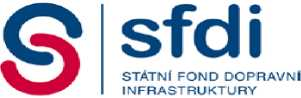 sfdi
STÁTNÍ FOND DOPRAVNÍ
INFRASTRUKTURY